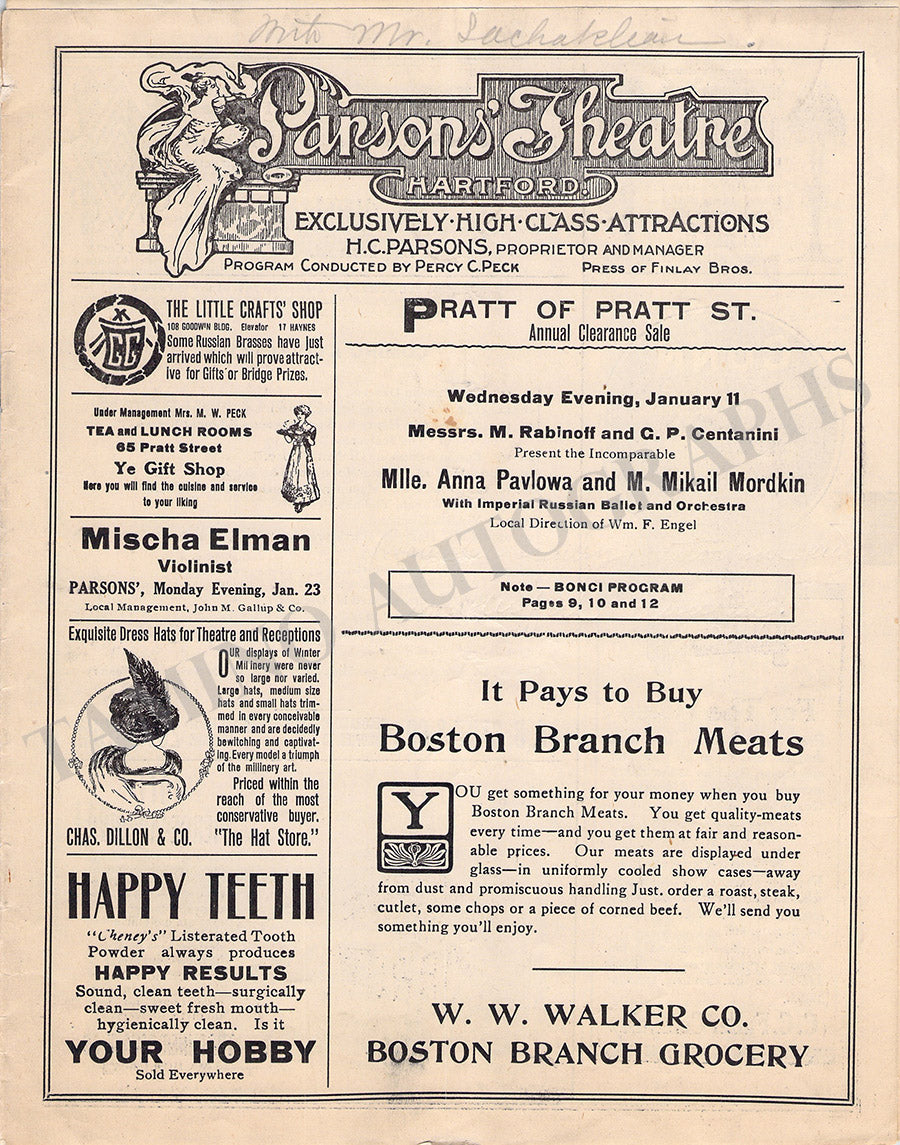 With Mr.
Parsons' Theatre
HARTFORD.
EXCLUSIVELY·HIGH·CLASS·ATTRACTIONS
H.C. PARSONS, PROPRIETOR AND MANAGER
PROGRAM CONDUCTED BY PERCY C. PECK PRESS OF FINLAY BROS.
THE LITTLE CRAFTS' SHOP
108 GOODWIN BLDG. Elevator 17 HAYNES
Some Russian Brasses have just
arrived which will prove attract-
ive for Gifts or Bridge Prizes.
Under Management Mrs. M. W. PECK
TEA and LUNCH ROOMS
65 Pratt Street
Ye Gift Shop
Here you will find the cuisine and service
to your liking
Mischa Elman
Violinist
PARSONS', Monday Evening, Jan. 23
Local Management, John M. Gallup & Co.
Exquisite Dress Hats for Theatre and Receptions
OUR displays of Winter
Millinery were never
so large nor varied.
Large hats, medium size
hats and small hats trim-
med in every conceivable
manner and are decidedly
bewitching and captivat-
ing. Every model a triumph
of the millinery art.
Priced within the
reach of the most
conservative buyer.
CHAS. DILLON & CO. "The Hat Store."
HAPPY TEETH
"Cheney's" Listerated Tooth
Powder always produces
HAPPY RESULTS
Sound, clean teeth—surgically
clean—sweet fresh mouth—
hygienically clean. Is it
YOUR HOBBY
Sold Everywhere
PRATT OF PRATT ST.
Annual Clearance Sale
Wednesday Evening, January 11
Messrs. M. Rabinoff and G. P. Centanini
Present the Incomparable
Mlle. Anna Pavlowa and M. Mikail Mordkin
With Imperial Russian Ballet and Orchestra
Local Direction of Wm. F. Engel
Note — BONCI PROGRAM
Pages 9, 10 and 12
It Pays to Buy
Boston Branch Meats
YOU get something for your money when you buy
Boston Branch Meats. You get quality-meats
every time—and you get them at fair and reason-
able prices. Our meats are displayed under
glass—in uniformly cooled show cases—away
from dust and promiscuous handling Just. order a roast, steak,
cutlet, some chops or a piece of corned beef. We'll send you
something you'll enjoy.
W. W. WALKER CO.
BOSTON BRANCH GROCERY
TAMINO AUTOGRAPHS